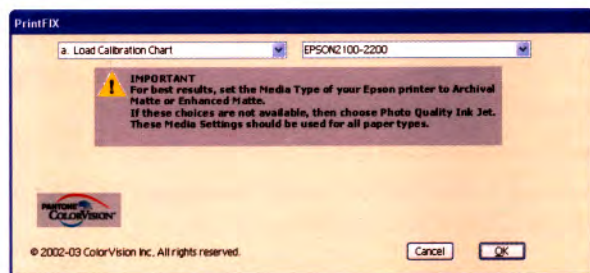 PrintFIX
a. Load Calibration Chart EPSON2100-2200
IMPORTANT
For best results, set the Media Type of your Epson printer to Archival
Matte or Enhanced Matte.
If these choices are not available, then choose Photo Quality Ink Jet.
These Media Settings should be used for all paper types.
PANTONE
COLORVISION
© 2002-03 ColorVision Inc. All rights reserved. Cancel OK